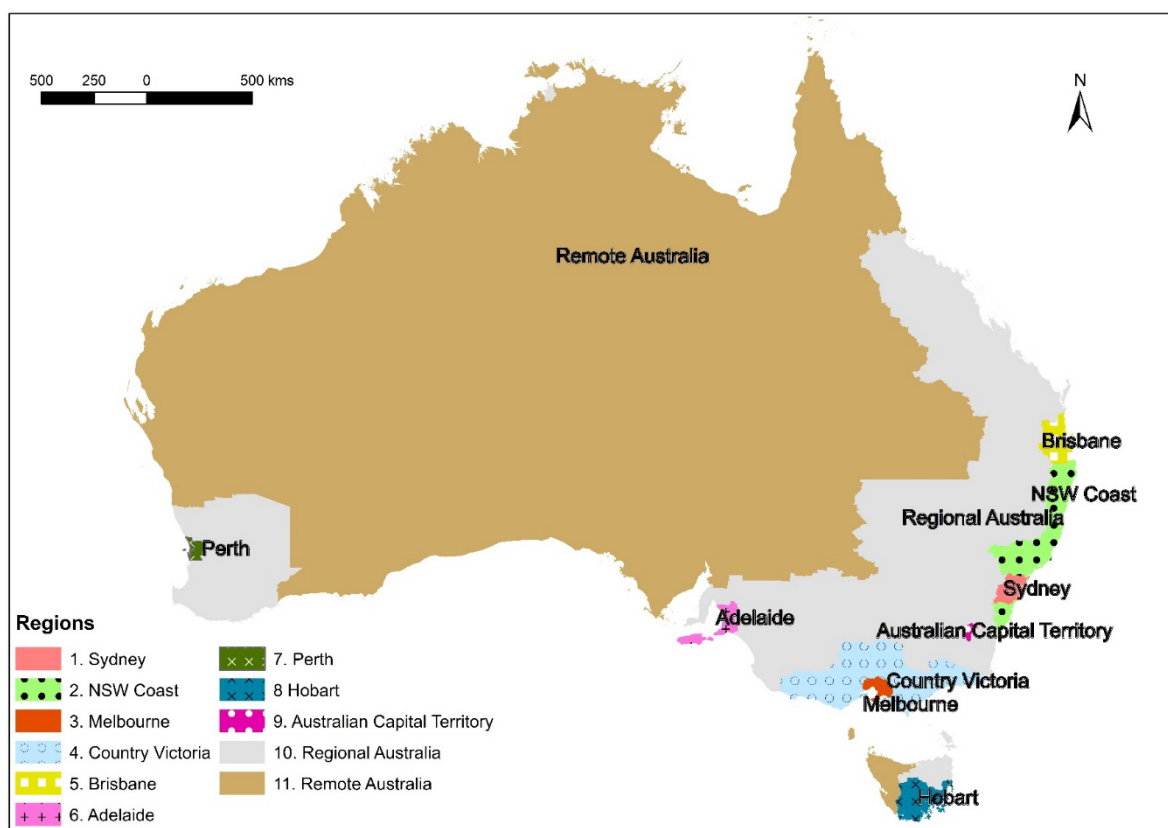 500 250 0 500 kms
N
Remote Australia
Brisbane
NSW Coast
Regional Australia
Perth
Sydney
Adelaide
Australian Capital Territory
Country Victoria
Melbourne
Hobart
Regions
1. Sydney
2. NSW Coast
3. Melbourne
4. Country Victoria
5. Brisbane
6. Adelaide
7. Perth
8 Hobart
9. Australian Capital Territory
10. Regional Australia
11. Remote Australia